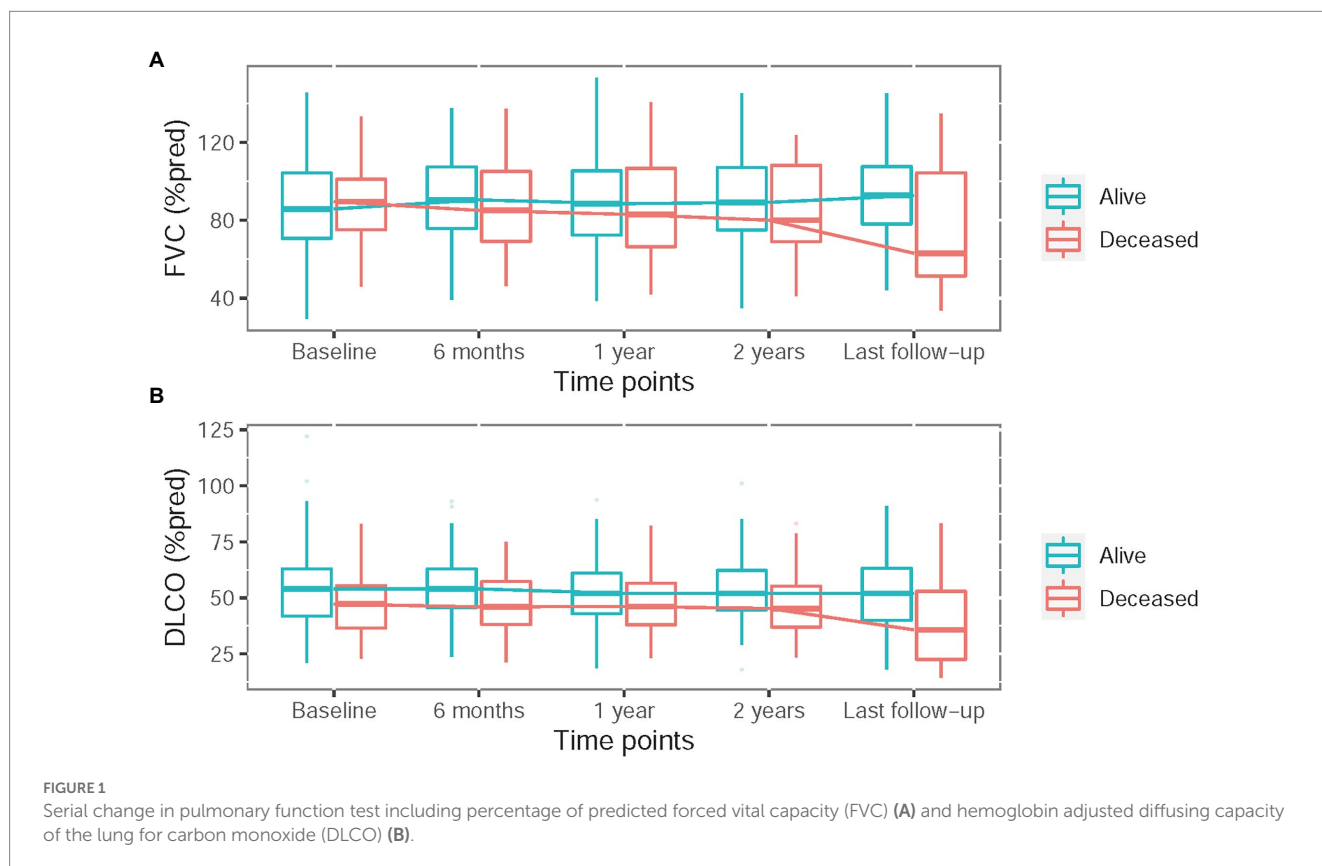 A
FVC (%pred)
120
80
40
Baseline 6 months 1 year 2 years Last follow–up
Time points
Alive
Deceased
B
DLCO (%pred)
125
100
75
50
25
Baseline 6 months 1 year 2 years Last follow–up
Time points
Alive
Deceased
FIGURE 1
Serial change in pulmonary function test including percentage of predicted forced vital capacity (FVC) (A) and hemoglobin adjusted diffusing capacity
of the lung for carbon monoxide (DLCO) (B).